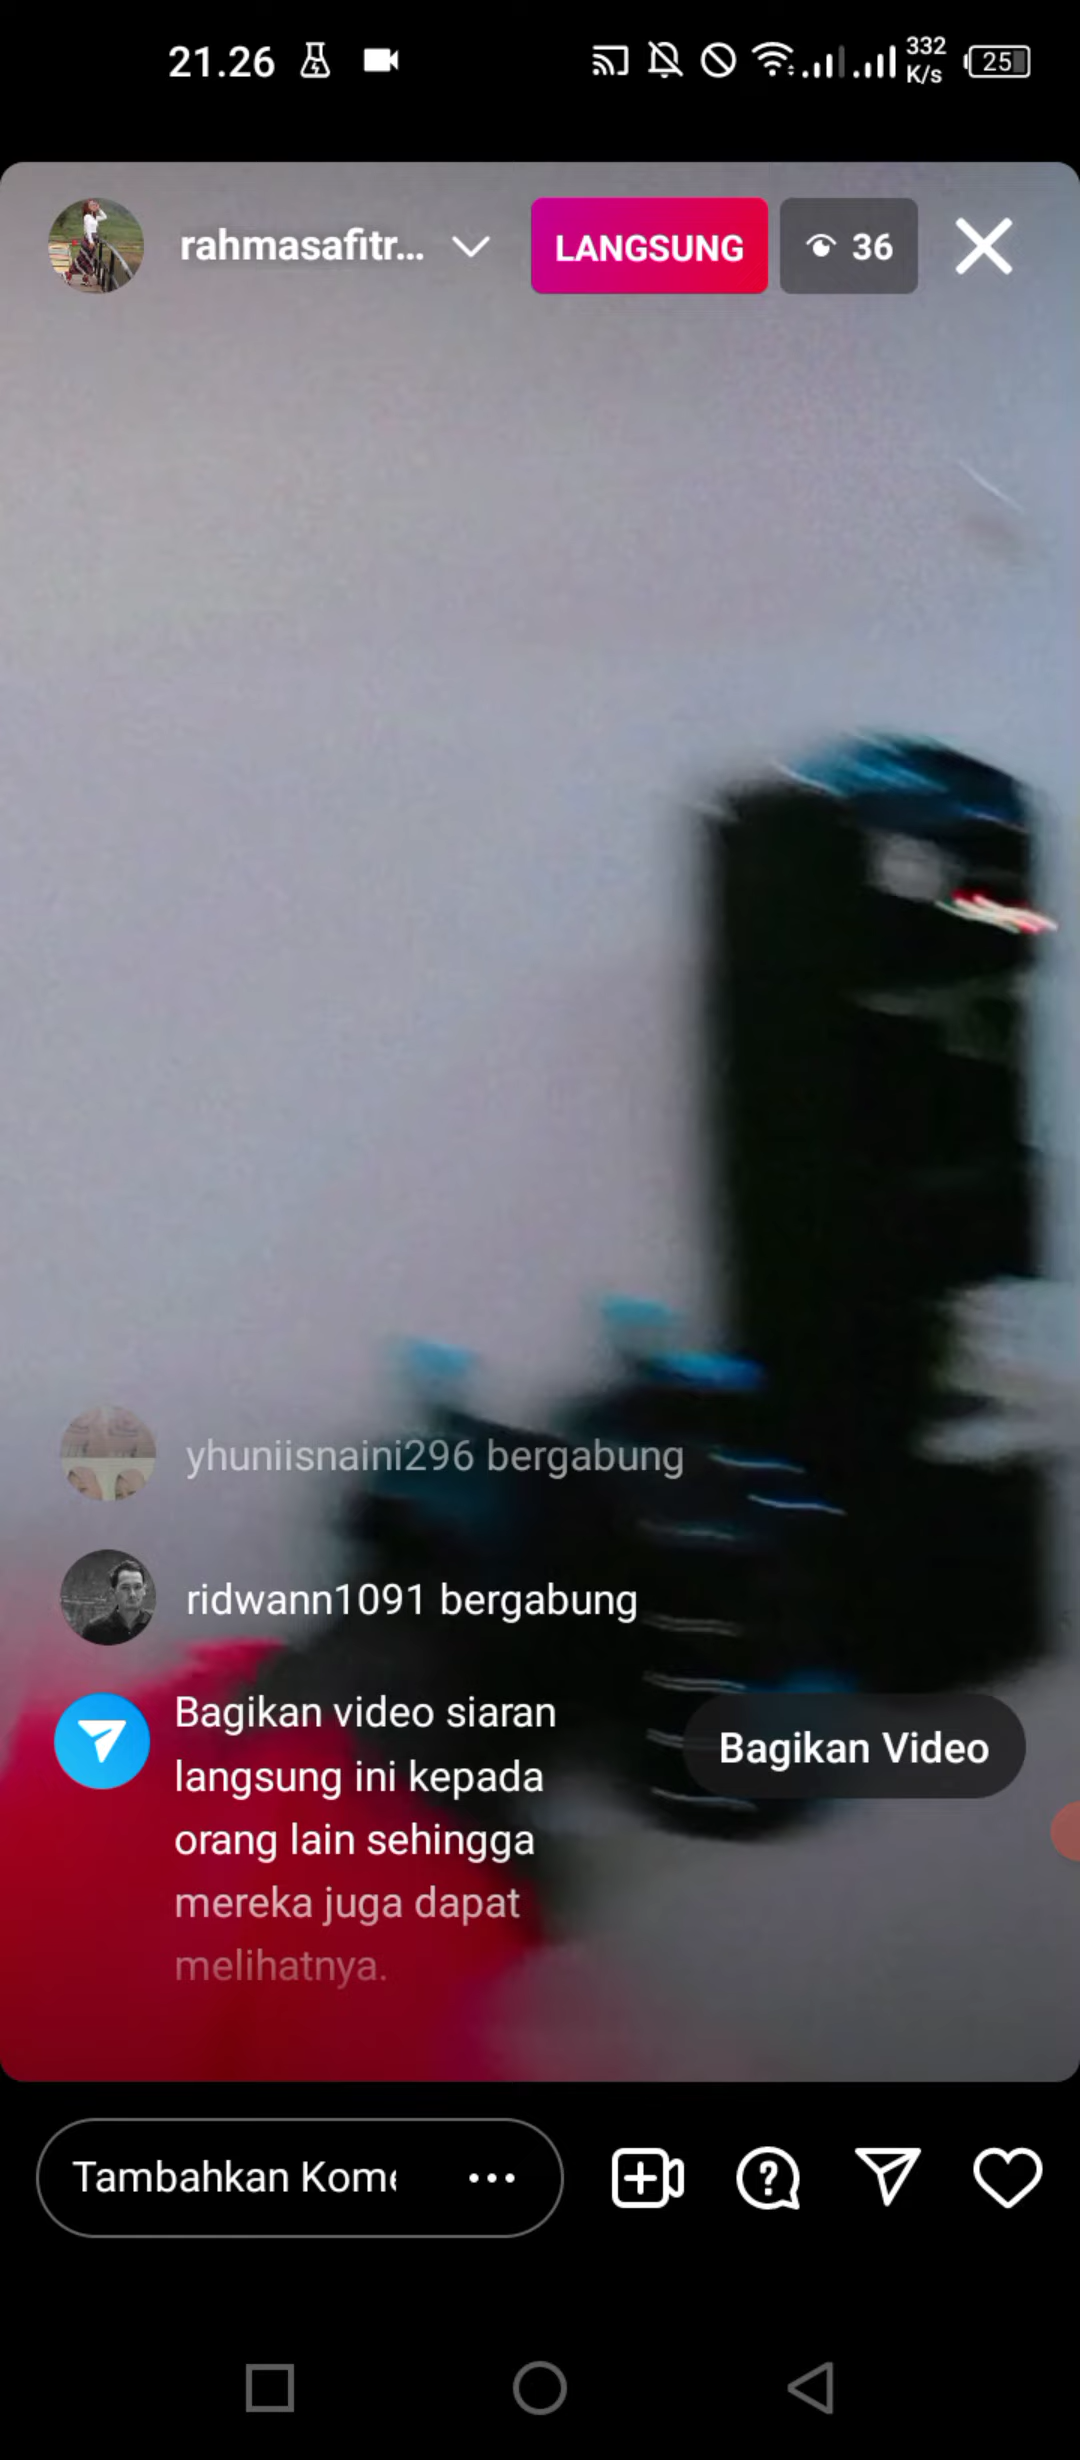 21.26
332
K/s
25
rahmasafitr...
LANGSUNG
36
yhuniisnaini296 bergabung
ridwann1091 bergabung
Bagikan video siaran
langsung ini kepada
orang lain sehingga
mereka juga dapat
melihatnya.
Bagikan Video
Tambahkan Kome